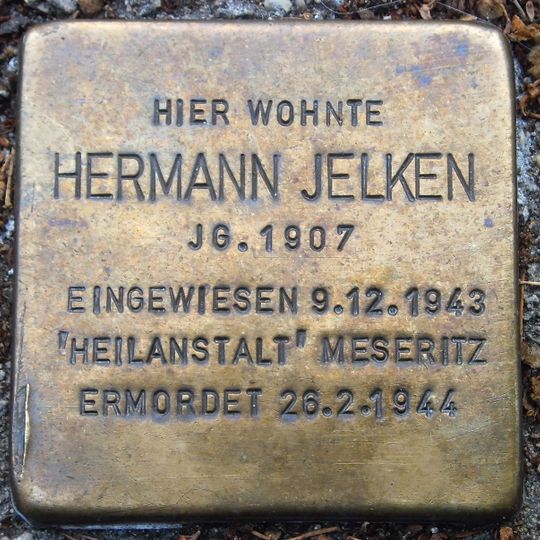 HIER WOHNTE
HERMANN JELKEN
JG. 1907
EINGEWIESEN 9.12.1943
'HEILANSTALT' MESERITZ
ERMORDET 26.2.1944